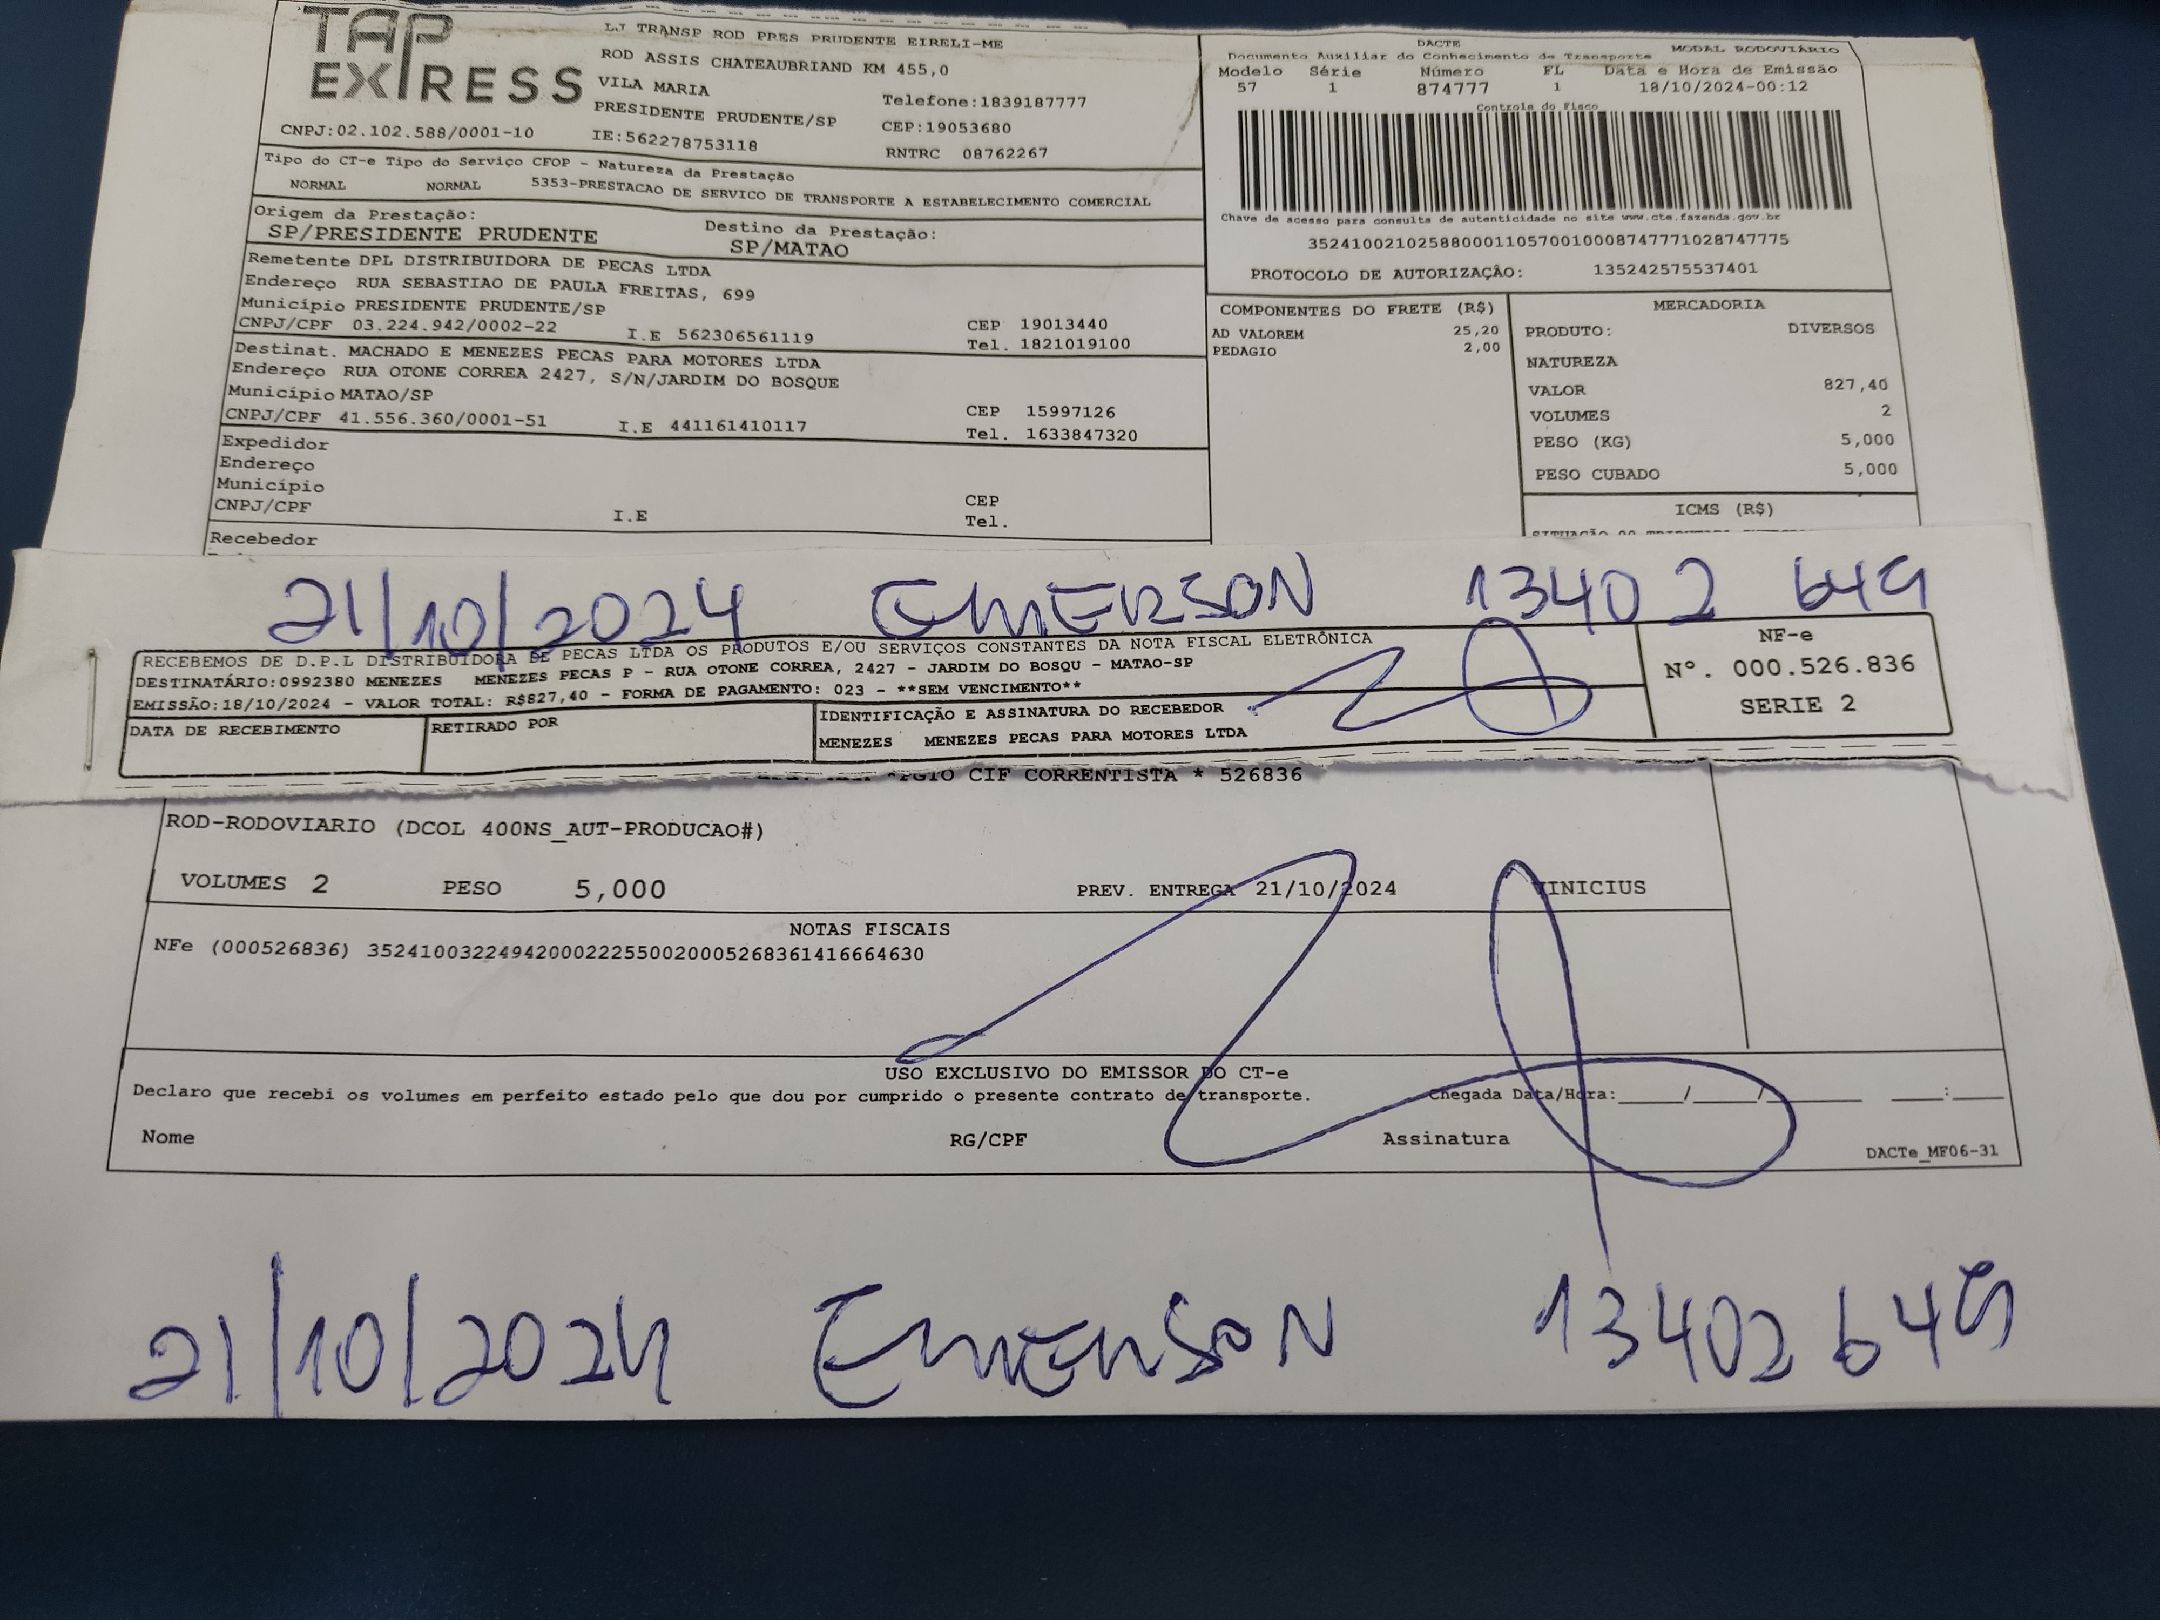 TAP EXPRESS
LJ TRANSP ROD PRES PRUDENTE EIRELI-ME
ROD ASSIS CHATEAUBRIAND KM 455,0
VILA MARIA
Telefone:1839187777
PRESIDENTE PRUDENTE/SP
CEP:19053680
CNPJ:02.102.588/0001-10
IE:562278753118
RNTRC 08762267
DACTE
MODAL RODOVIÁRIO
Documento Auxiliar do Conhecimento de Transporte
Modelo Série Número FL Data e Hora de Emissão
57 1 874777 1 18/10/2024-00:12
Controle do Fisco
Chave de acesso para consulta de autenticidade no site www.cte.fazenda.gov.br
35241002102588000110570010008747771028747775
PROTOCOLO DE AUTORIZAÇÃO: 135242575537401
Tipo do CT-e Tipo do Serviço CFOP - Natureza da Prestação
NORMAL NORMAL 5353-PRESTACAO DE SERVICO DE TRANSPORTE A ESTABELECIMENTO COMERCIAL
Origem da Prestação: Destino da Prestação:
SP/PRESIDENTE PRUDENTE SP/MATAO
Remetente DPL DISTRIBUIDORA DE PECAS LTDA
Endereço RUA SEBASTIAO DE PAULA FREITAS, 699
Município PRESIDENTE PRUDENTE/SP
CEP 19013440
CNPJ/CPF 03.224.942/0002-22 I.E 562306561119 Tel. 1821019100
Destinat. MACHADO E MENEZES PECAS PARA MOTORES LTDA
Endereço RUA OTONE CORREA 2427, S/N/JARDIM DO BOSQUE
Município MATAO/SP
CEP 15997126
CNPJ/CPF 41.556.360/0001-51 I.E 441161410117 Tel. 1633847320
Expedidor
Endereço
Município
CEP
CNPJ/CPF I.E Tel.
Recebedor
COMPONENTES DO FRETE (R$)
AD VALOREM 25,20
PEDAGIO 2,00
MERCADORIA
PRODUTO: DIVERSOS
NATUREZA
VALOR 827,40
VOLUMES 2
PESO (KG) 5,000
PESO CUBADO 5,000
ICMS (R$)
21/10/2024 EMERSON 13402 649
RECEBEMOS DE D.P.L DISTRIBUIDORA DE PECAS LTDA OS PRODUTOS E/OU SERVIÇOS CONSTANTES DA NOTA FISCAL ELETRÔNICA
DESTINATÁRIO:0992380 MENEZES MENEZES PECAS P - RUA OTONE CORREA, 2427 - JARDIM DO BOSQU - MATAO-SP
EMISSÃO:18/10/2024 - VALOR TOTAL: R$827,40 - FORMA DE PAGAMENTO: 023 - **SEM VENCIMENTO**
DATA DE RECEBIMENTO
RETIRADO POR
IDENTIFICAÇÃO E ASSINATURA DO RECEBEDOR
MENEZES MENEZES PECAS PARA MOTORES LTDA
NF-e
N°. 000.526.836
SERIE 2
CIF CORRENTISTA * 526836
ROD-RODOVIARIO (DCOL 400NS_AUT-PRODUCAO#)
VOLUMES 2 PESO 5,000 PREV. ENTREGA 21/10/2024 VINICIUS
NOTAS FISCAIS
NFe (000526836) 35241003224942000222550020005268361416664630
USO EXCLUSIVO DO EMISSOR DO CT-e
Declaro que recebi os volumes em perfeito estado pelo que dou por cumprido o presente contrato de transporte. Chegada Data/Hora:_____/_____/_______ ____:____
Nome RG/CPF Assinatura
DACTe_MF06-31
21/10/2024 EMERSON 13402649